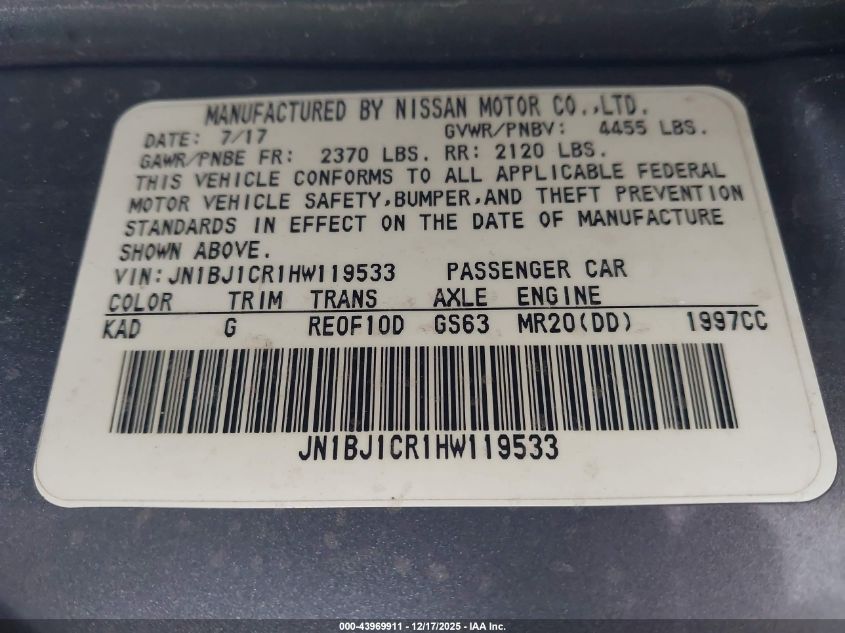 MANUFACTURED BY NISSAN MOTOR CO.,LTD.
DATE: 7/17 GVWR/PNBV: 4455 LBS.
GAWR/PNBE FR: 2370 LBS. RR: 2120 LBS.
THIS VEHICLE CONFORMS TO ALL APPLICABLE FEDERAL
MOTOR VEHICLE SAFETY,BUMPER,AND THEFT PREVENTION
STANDARDS IN EFFECT ON THE DATE OF MANUFACTURE
SHOWN ABOVE.
VIN:JN1BJ1CR1HW119533 PASSENGER CAR
COLOR TRIM TRANS AXLE ENGINE
KAD G RE0F10D GS63 MR20(DD) 1997CC
JN1BJ1CR1HW119533
000-43969911 - 12/17/2025 - IAA Inc.